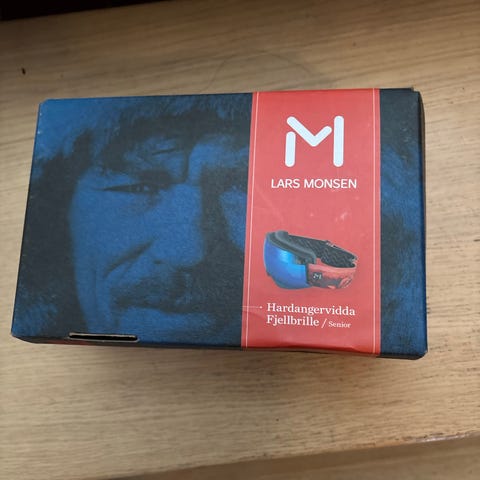 LARS MONSEN
Hardangervidda
Fjellbrille / Senior